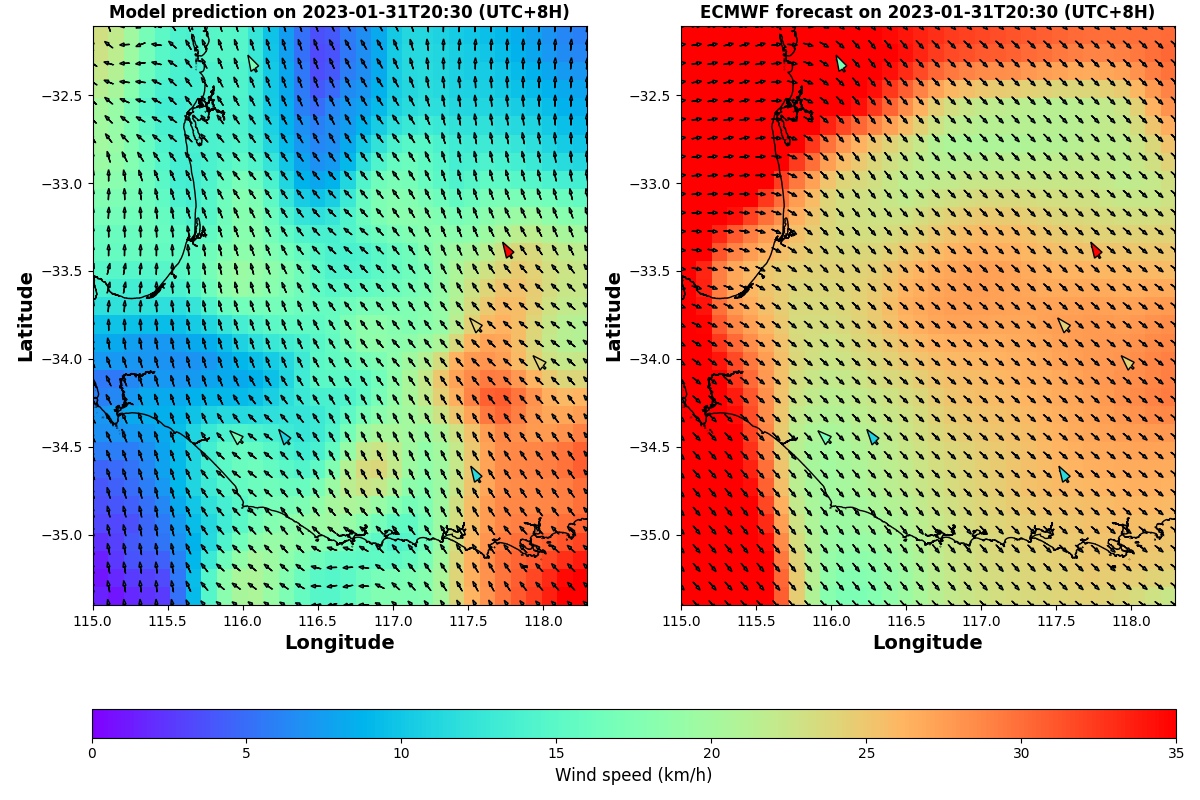 Model prediction on 2023-01-31T20:30 (UTC+8H)
ECMWF forecast on 2023-01-31T20:30 (UTC+8H)
Latitude
−32.5
−33.0
−33.5
−34.0
−34.5
−35.0
115.0 115.5 116.0 116.5 117.0 117.5 118.0
Longitude
Latitude
−32.5
−33.0
−33.5
−34.0
−34.5
−35.0
115.0 115.5 116.0 116.5 117.0 117.5 118.0
Longitude
0 5 10 15 20 25 30 35
Wind speed (km/h)